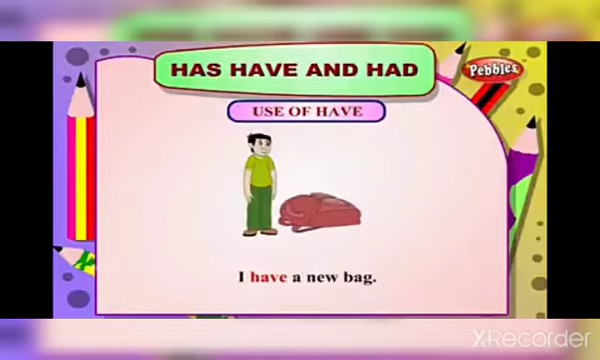 HAS HAVE AND HAD
Pebbles
USE OF HAVE
I have a new bag.
XRecorder